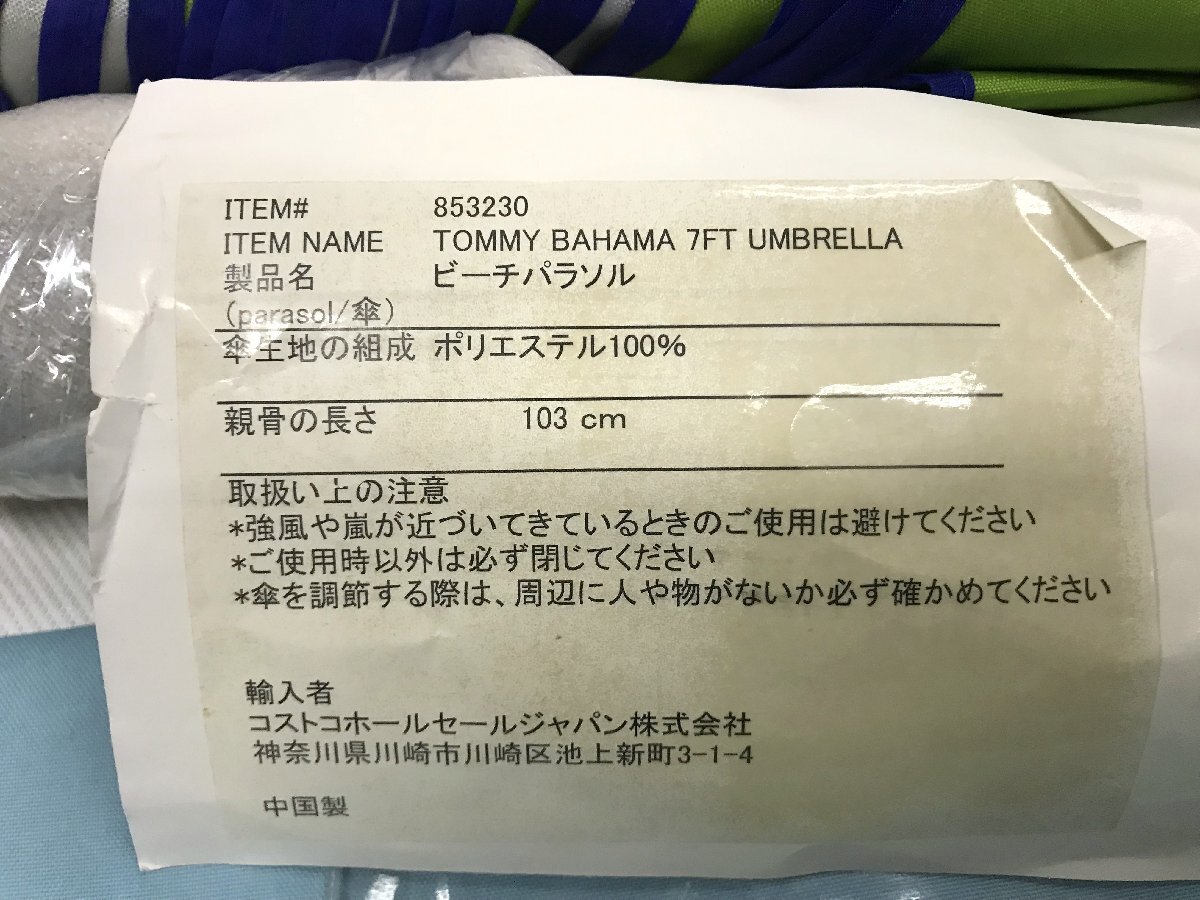 ITEM# 853230
ITEM NAME TOMMY BAHAMA 7FT UMBRELLA
製品名 ビーチパラソル
(parasol/傘)
傘生地の組成 ポリエステル100%
親骨の長さ 103 cm
取扱い上の注意
*強風や嵐が近づいてきているときのご使用は避けてください
*ご使用時以外は必ず閉じてください
*傘を調節する際は、周辺に人や物がないか必ず確かめてください
輸入者
コストコホールセールジャパン株式会社
神奈川県川崎市川崎区池上新町3-1-4
中国製